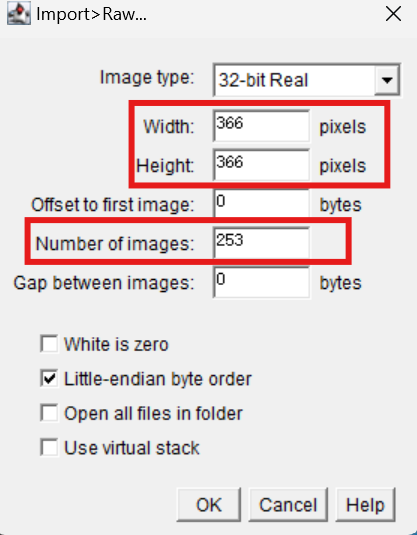 Import>Raw...
Image type: 32-bit Real
Width: 366 pixels
Height: 366 pixels
Offset to first image: 0 bytes
Number of images: 253
Gap between images: 0 bytes
White is zero
Little-endian byte order
Open all files in folder
Use virtual stack
OK Cancel Help